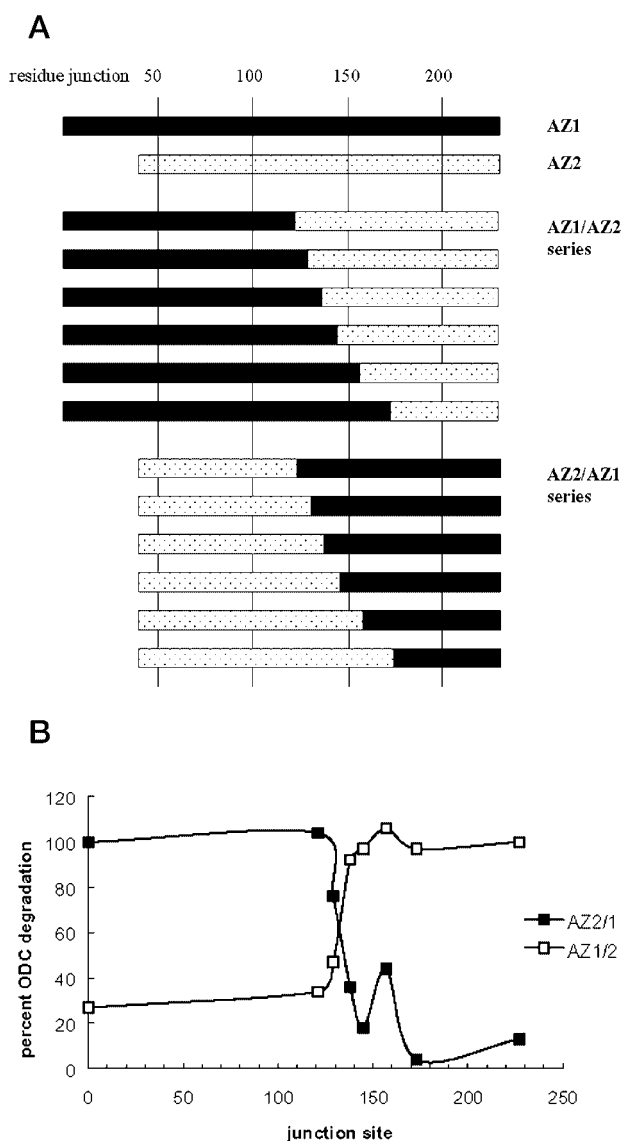 A
residue junction 50 100 150 200
AZ1
AZ2
AZ1/AZ2
series
AZ2/AZ1
series
B
120
100
80
60
40
20
0
percent ODC degradation
0 50 100 150 200 250
junction site
AZ2/1
AZ1/2